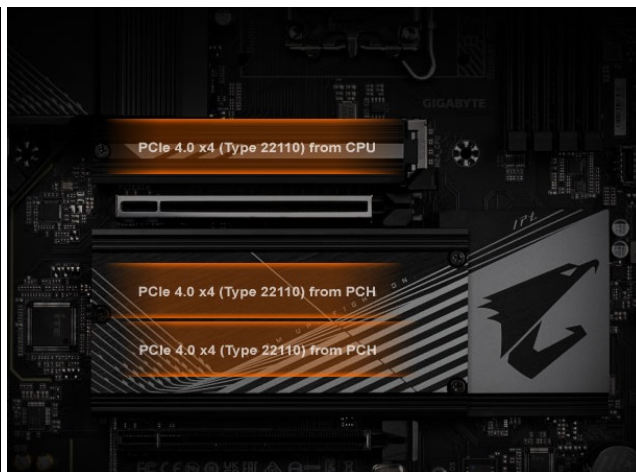 GIGABYTE
PCIe 4.0 x4 (Type 22110) from CPU
PCIe 4.0 x4 (Type 22110) from PCH
PCIe 4.0 x4 (Type 22110) from PCH